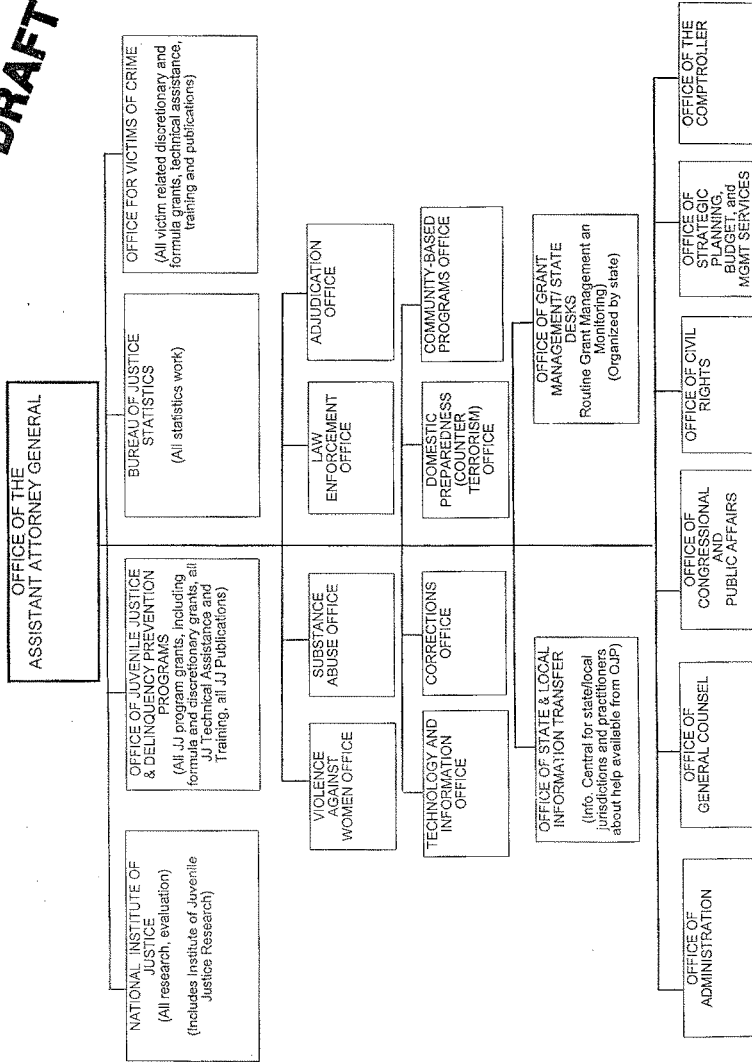 DRAFT
OFFICE OF THE
ASSISTANT ATTORNEY GENERAL
NATIONAL INSTITUTE OF
JUSTICE
(All research, evaluation)
(Includes Institute of Juvenile
Justice Research)
OFFICE OF JUVENILE JUSTICE
& DELINQUENCY PREVENTION
PROGRAMS
(All JJ program grants, including
formula and discretionary grants, all
JJ Technical Assistance and
Training, all JJ Publications)
BUREAU OF JUSTICE
STATISTICS
(All statistics work)
OFFICE FOR VICTIMS OF CRIME
(All victim related discretionary and
formula grants, technical assistance,
training and publications)
VIOLENCE
AGAINST
WOMEN OFFICE
SUBSTANCE
ABUSE OFFICE
LAW
ENFORCEMENT
OFFICE
ADJUDICATION
OFFICE
TECHNOLOGY AND
INFORMATION
OFFICE
CORRECTIONS
OFFICE
DOMESTIC
PREPAREDNESS
(COUNTER
TERRORISM)
OFFICE
COMMUNITY-BASED
PROGRAMS OFFICE
OFFICE OF STATE & LOCAL
INFORMATION TRANSFER
(Info. Central for state/local
jurisdictions and practitioners
about help available from OJP)
OFFICE OF GRANT
MANAGEMENT/ STATE
DESKS
Routine Grant Management an
Monitoring)
(Organized by state)
OFFICE OF
ADMINISTRATION
OFFICE OF
GENERAL COUNSEL
OFFICE OF
CONGRESSIONAL
AND
PUBLIC AFFAIRS
OFFICE OF CIVIL
RIGHTS
OFFICE OF
STRATEGIC
PLANNING,
BUDGET, and
MGMT SERVICES
OFFICE OF THE
COMPTROLLER